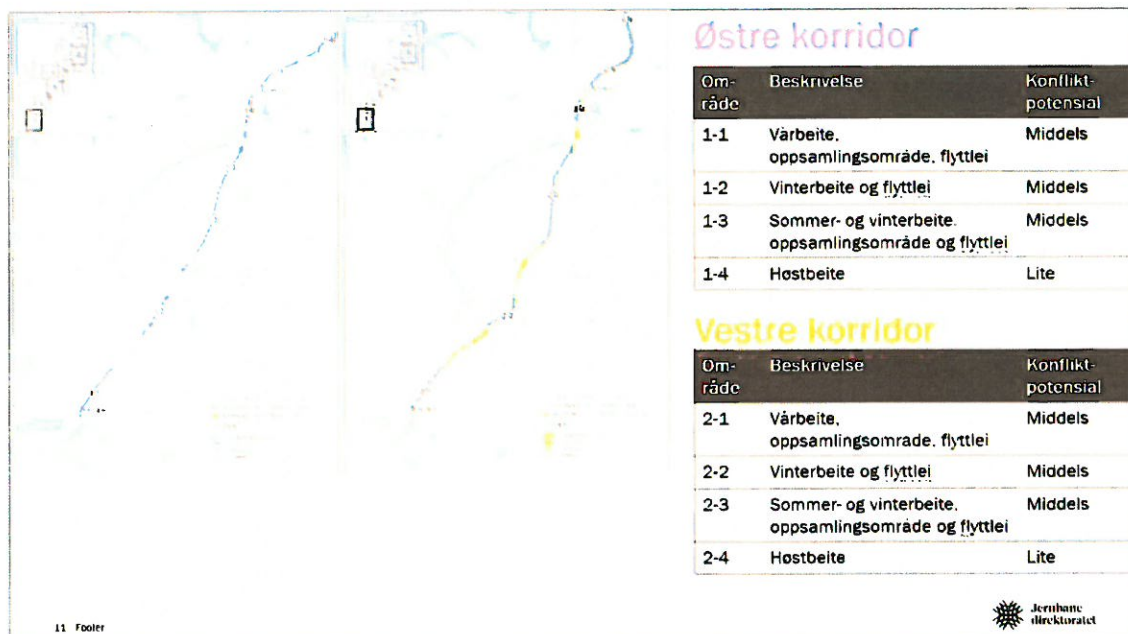 Østre korridor
Om- Beskrivelse Konflikt-
råde potensial
1-1 Vårbeite, Middels
oppsamlingsområde, flyttlei
1-2 Vinterbeite og flyttlei Middels
1-3 Sommer- og vinterbeite, Middels
oppsamlingsområde og flyttlei
1-4 Høstbeite Lite
Vestre korridor
Om- Beskrivelse Konflikt-
råde potensial
2-1 Vårbeite, Middels
oppsamlingsområde, flyttlei
2-2 Vinterbeite og flyttlei Middels
2-3 Sommer- og vinterbeite, Middels
oppsamlingsområde og flyttlei
2-4 Høstbeite Lite
11 Footer
Jernbane
direktoratet